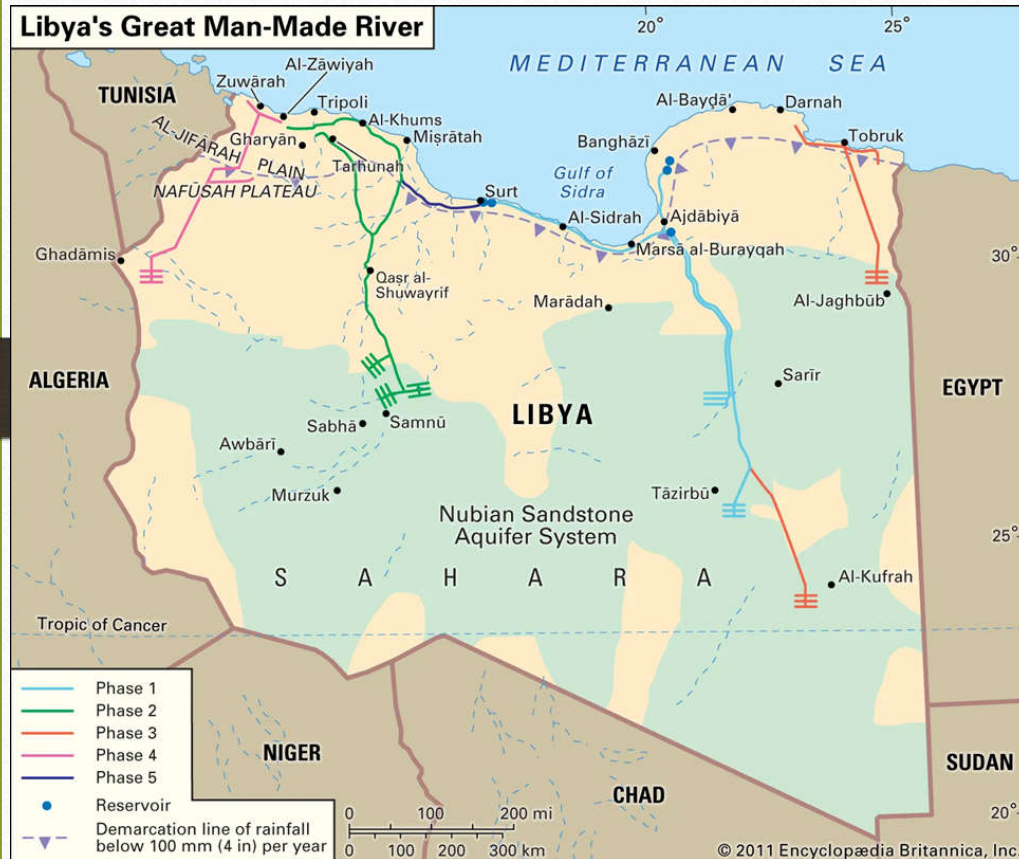 Libya's Great Man-Made River
20°
25°
MEDITERRANEAN SEA
TUNISIA
Zuwārah
Al-Zāwiyah
Tripoli
Al-Khums
Miṣrātah
Gharyān
Tarhūnah
AL-JIFĀRAH PLAIN
NAFŪSAH PLATEAU
Al-Bayḍā'
Darnah
Tobruk
Banghāzī
Gulf of
Sidra
Surt
Al-Sidrah
Ajdābiyā
Marsā al-Burayqah
Ghadāmis
30°
Qaṣr al-
Shuwayrif
Marādah
Al-Jaghbūb
ALGERIA
Sarīr
EGYPT
LIBYA
Sabhā
Samnū
Awbārī
Murzuk
Tāzirbū
Nubian Sandstone
Aquifer System
25°
SAHARA
Al-Kufrah
Tropic of Cancer
Phase 1
Phase 2
Phase 3
Phase 4
Phase 5
Reservoir
Demarcation line of rainfall
below 100 mm (4 in) per year
NIGER
CHAD
SUDAN
0 100 200 mi
0 100 200 300 km
20°
© 2011 Encyclopædia Britannica, Inc.